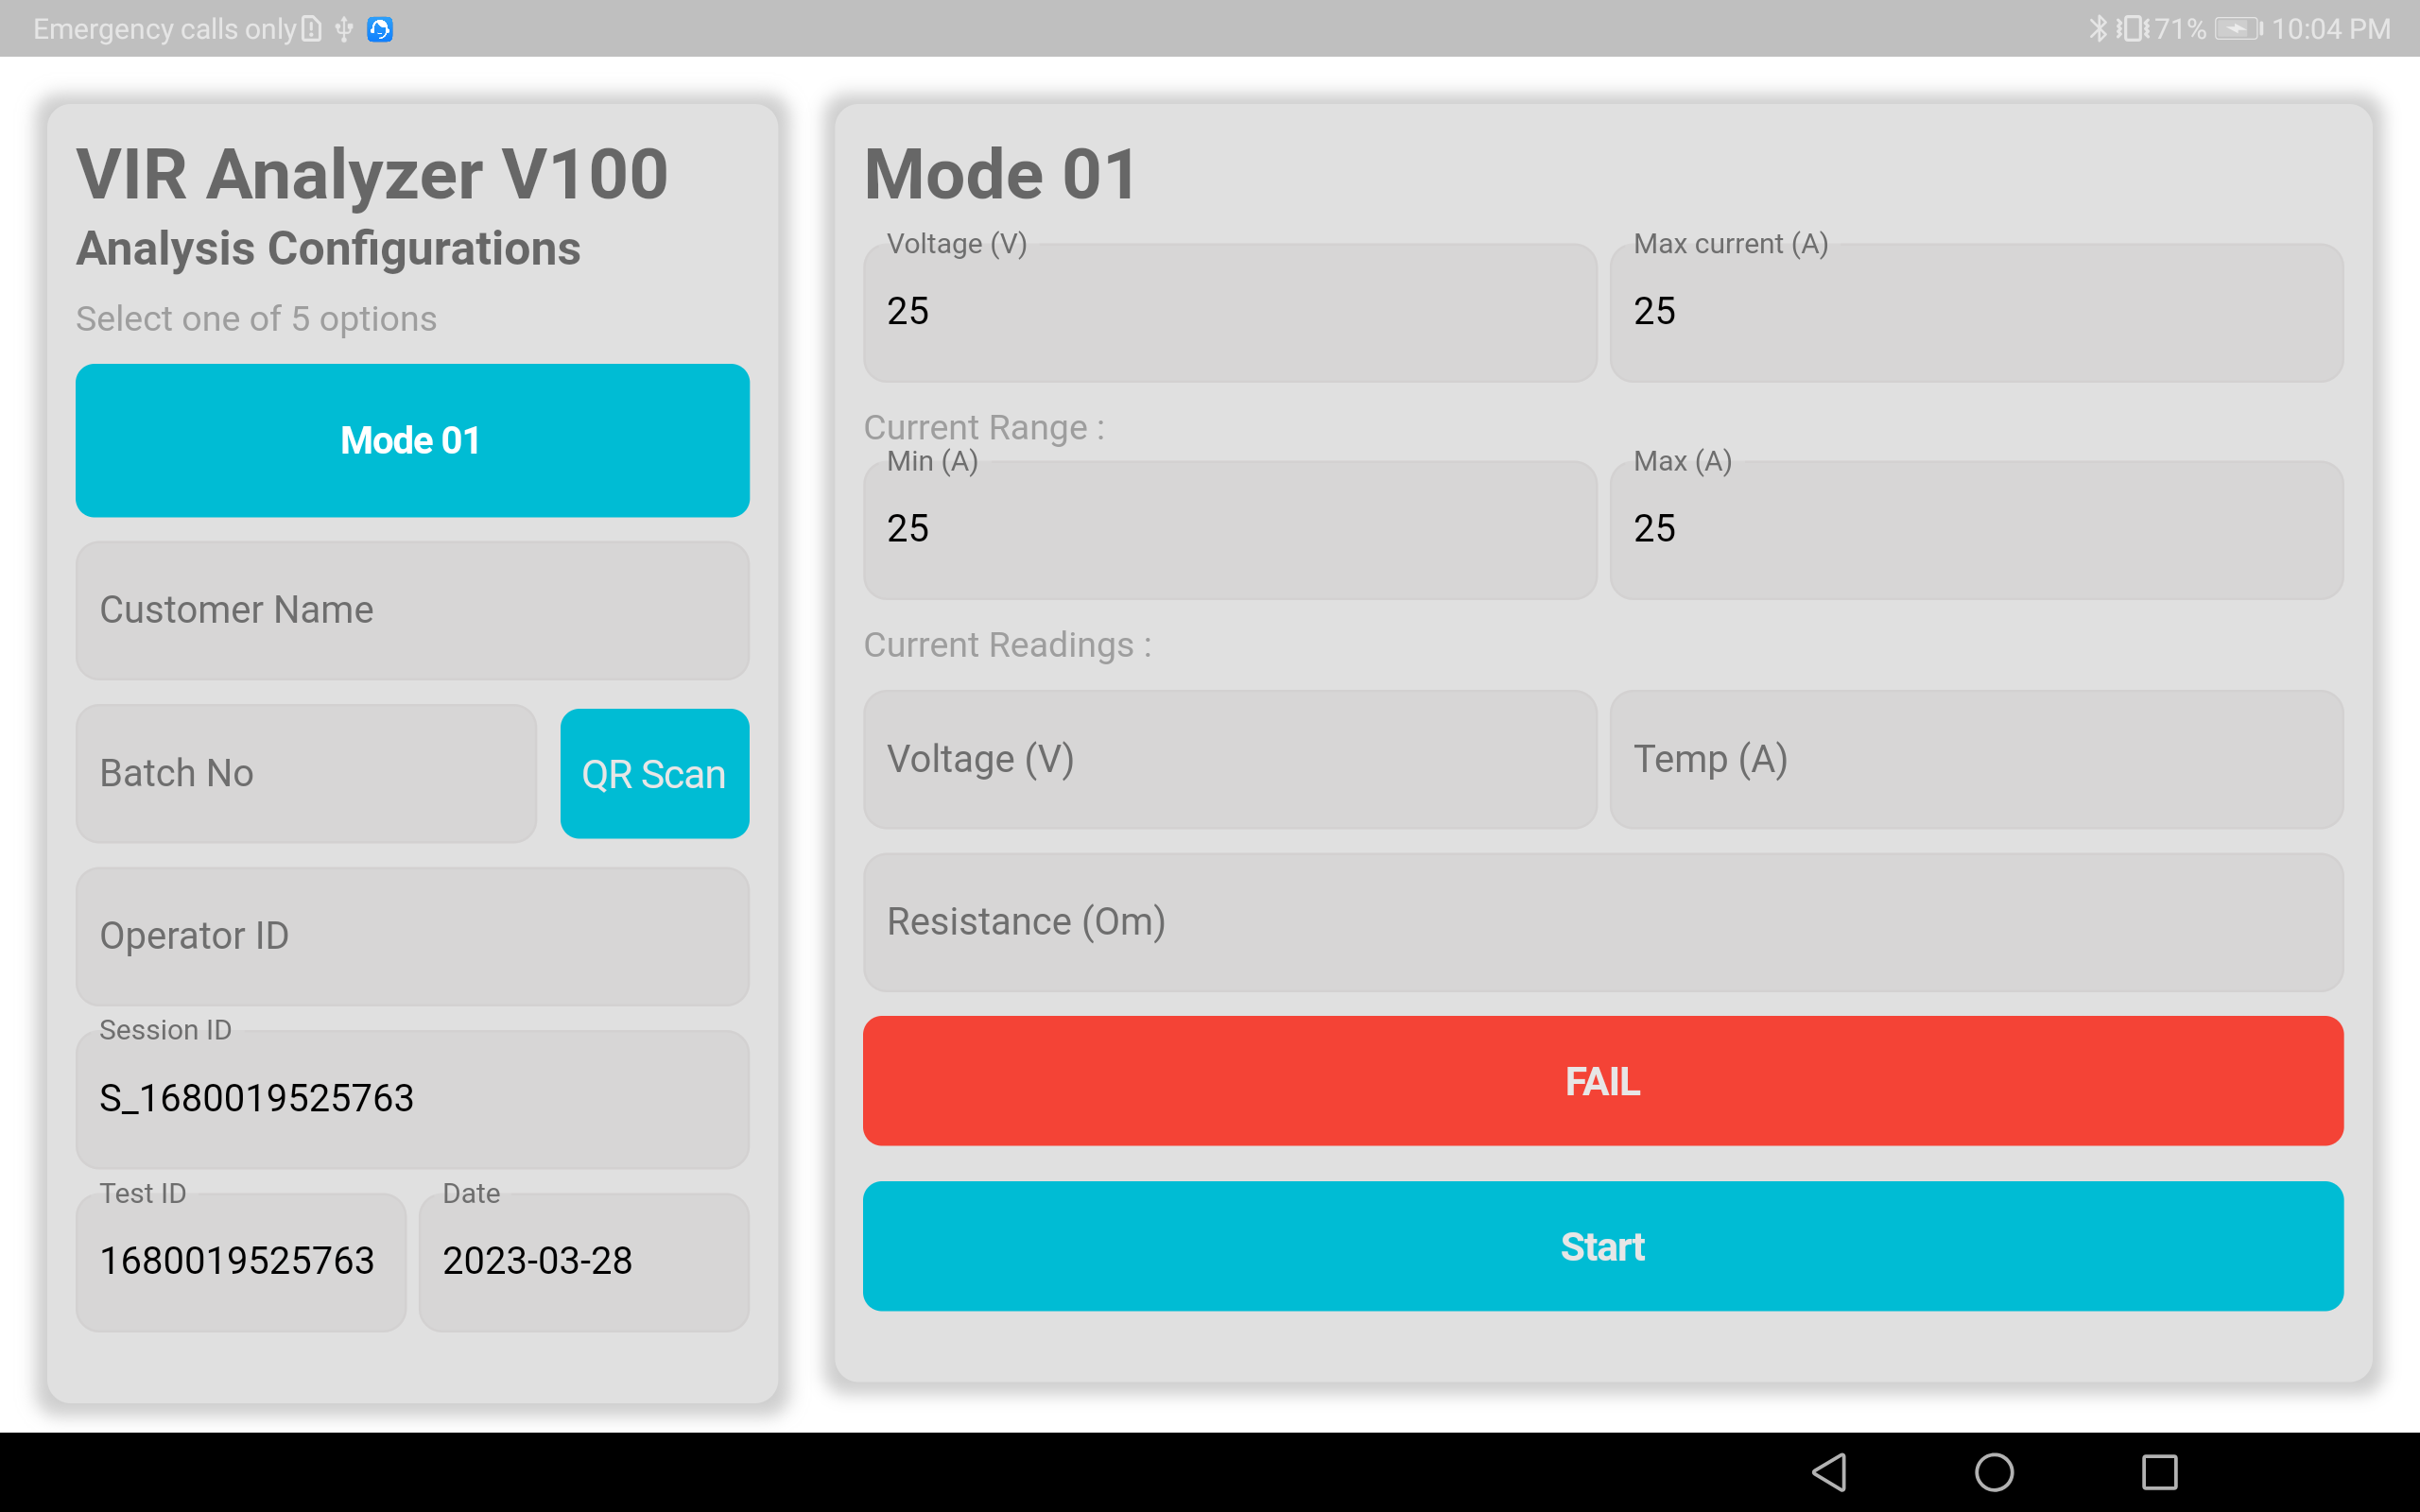 Emergency calls only
71% 10:04 PM
VIR Analyzer V100
Analysis Configurations
Select one of 5 options
Mode 01
Customer Name
Batch No
QR Scan
Operator ID
Session ID
S_1680019525763
Test ID
Date
1680019525763
2023-03-28
Mode 01
Voltage (V)
Max current (A)
25
25
Current Range :
Min (A)
Max (A)
25
25
Current Readings :
Voltage (V)
Temp (A)
Resistance (Om)
FAIL
Start